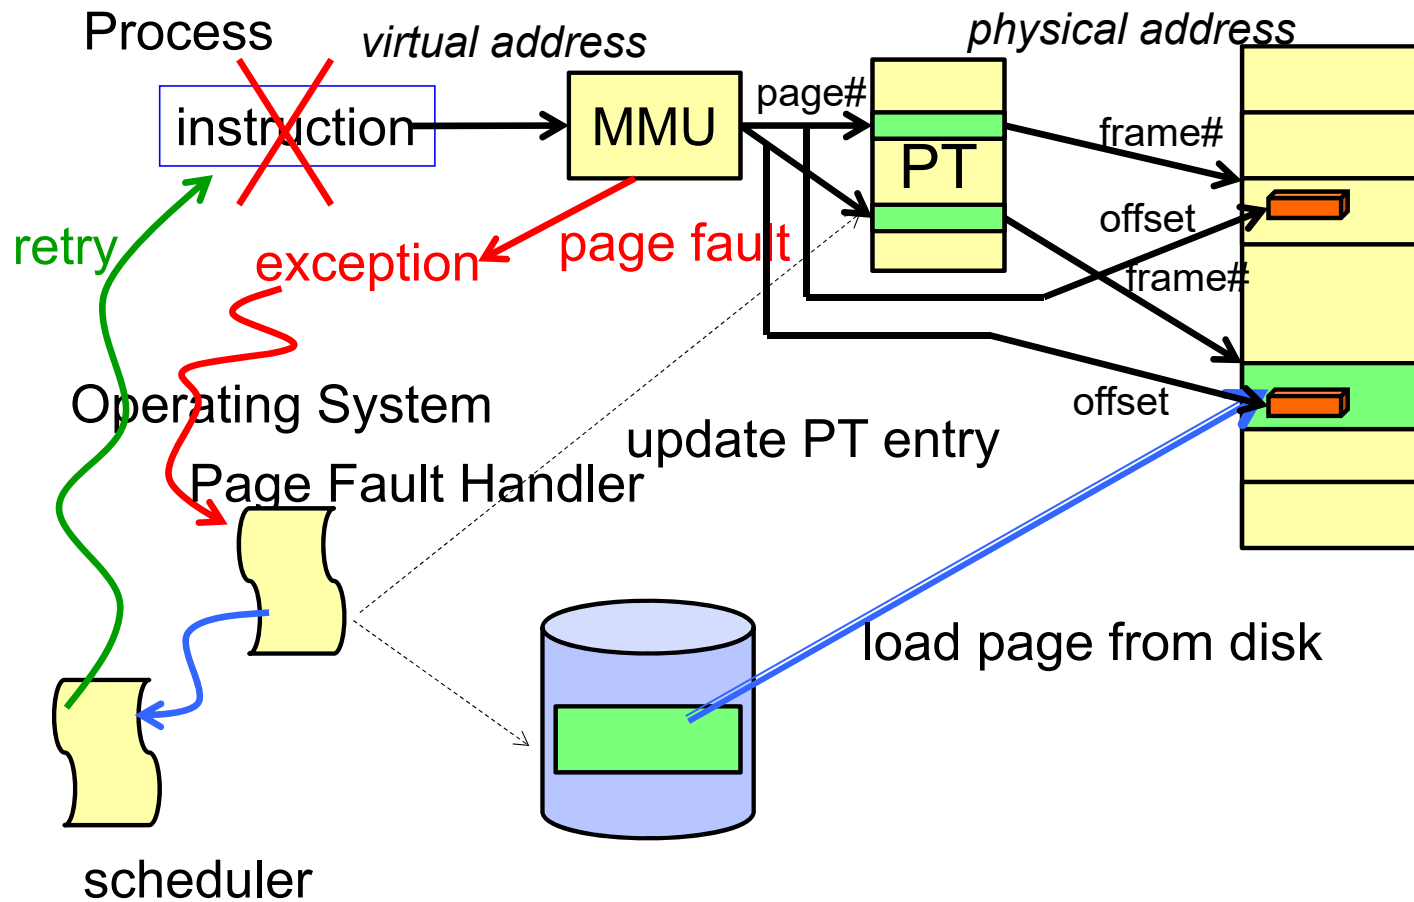 Process
virtual address
physical address
instruction
MMU
page#
PT
frame#
offset
retry
exception
page fault
frame#
Operating System
offset
update PT entry
Page Fault Handler
load page from disk
scheduler